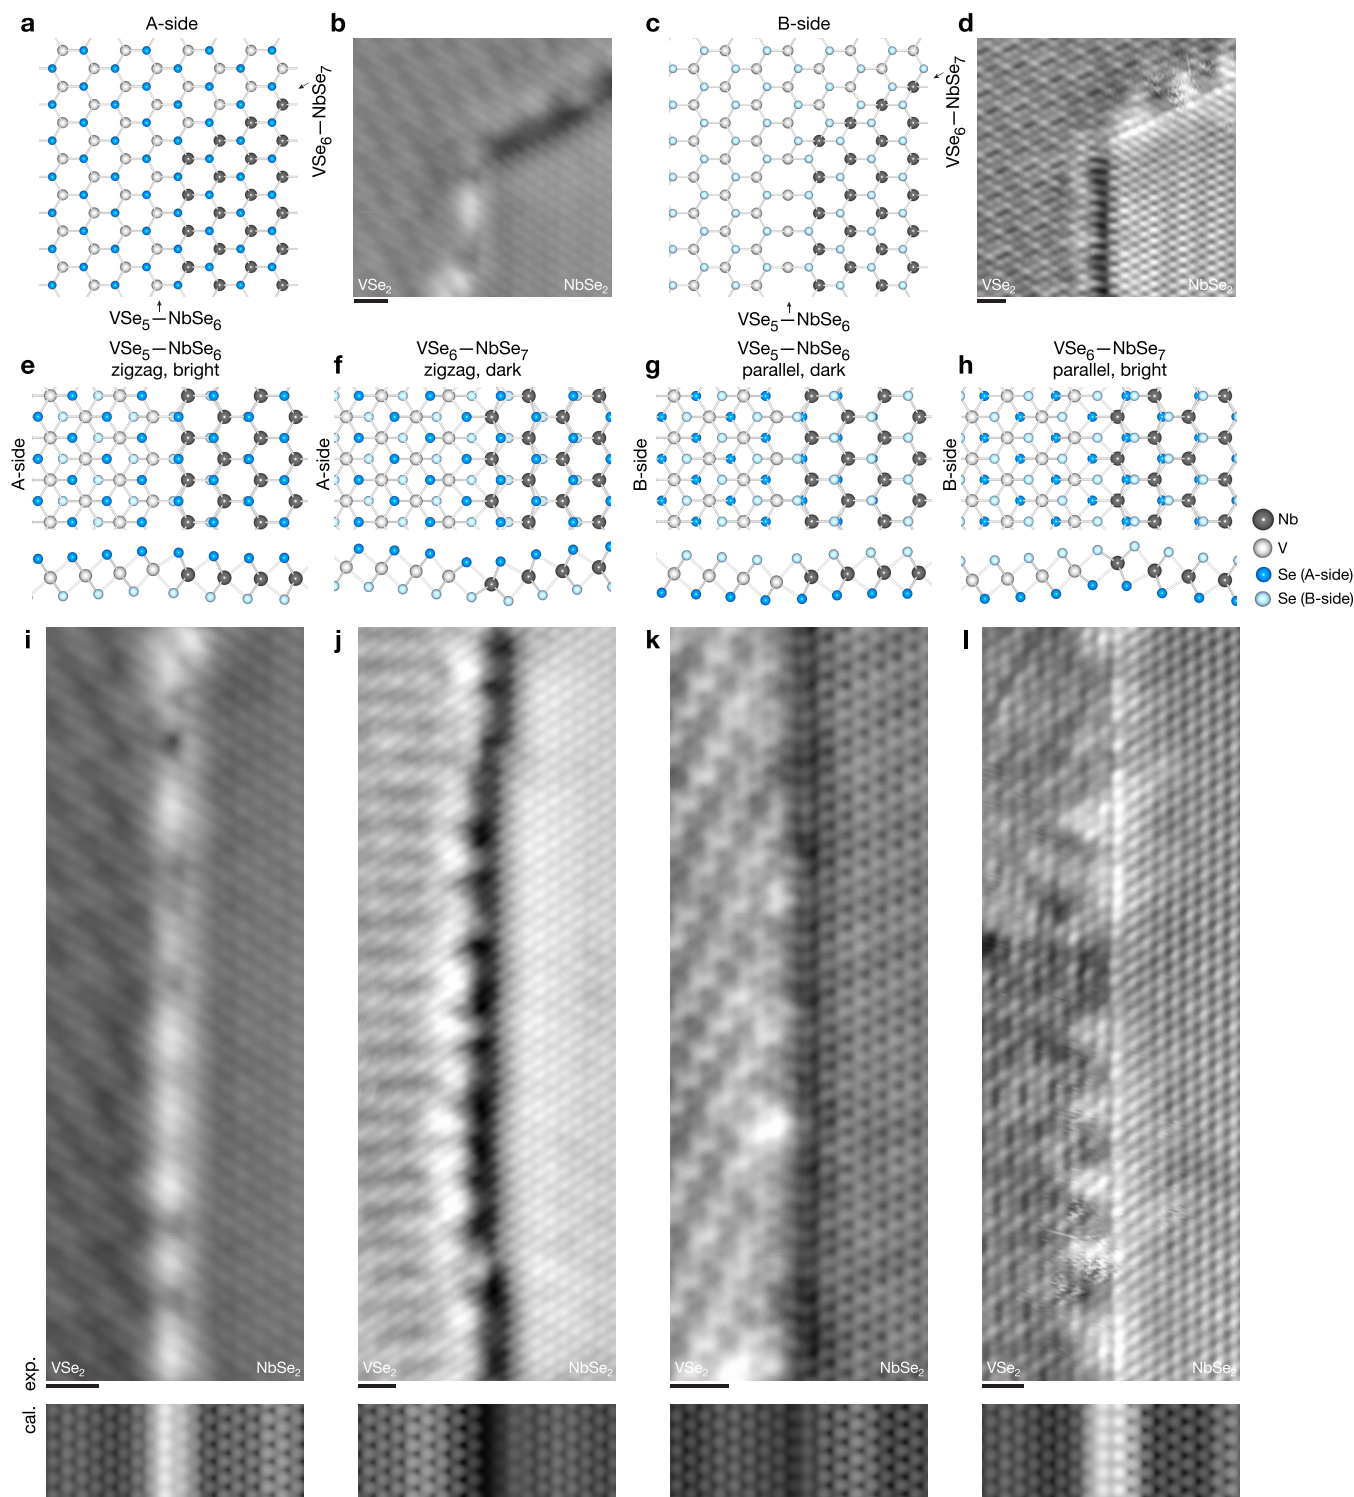 a
A-side
b
c
B-side
d
VSe6—NbSe7
VSe2
NbSe2
VSe6—NbSe7
VSe2
NbSe2
VSe5—NbSe6
VSe5—NbSe6
e
VSe5—NbSe6
zigzag, bright
f
VSe6—NbSe7
zigzag, dark
g
VSe5—NbSe6
parallel, dark
h
VSe6—NbSe7
parallel, bright
A-side
A-side
B-side
B-side
Nb
V
Se (A-side)
Se (B-side)
i
j
k
l
exp.
VSe2
NbSe2
VSe2
NbSe2
VSe2
NbSe2
VSe2
NbSe2
cal.